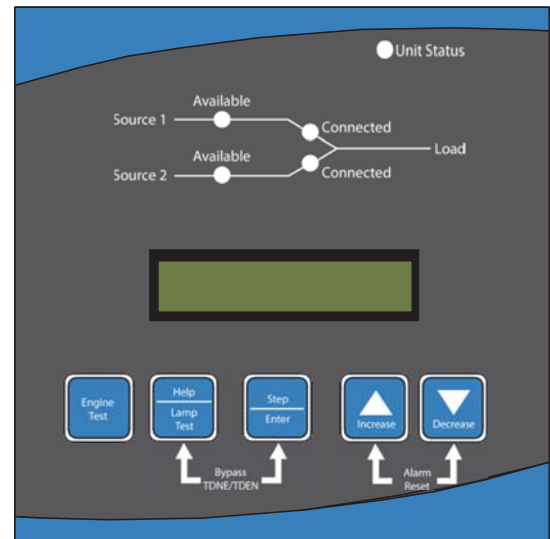 Unit Status
Available
Source 1
Connected
Load
Available
Source 2
Connected
Engine
Test
Help
Lamp
Test
Step
Enter
Increase
Decrease
Bypass
TDNE/TDEN
Alarm
Reset